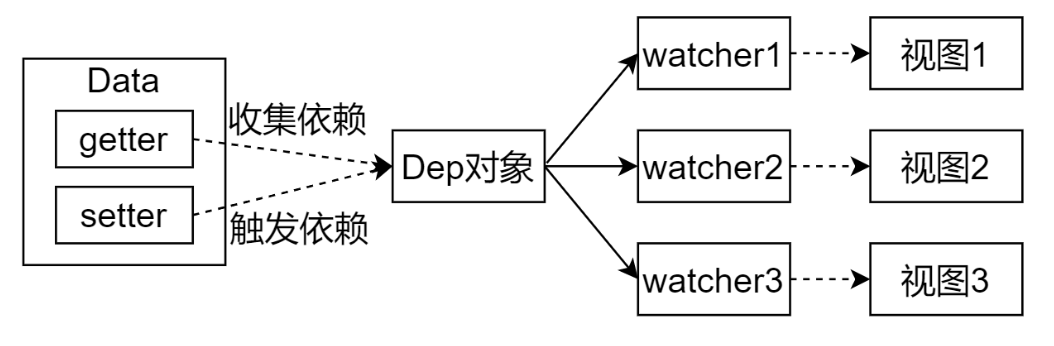 Data
getter
setter
收集依赖
触发依赖
Dep对象
watcher1
视图1
watcher2
视图2
watcher3
视图3